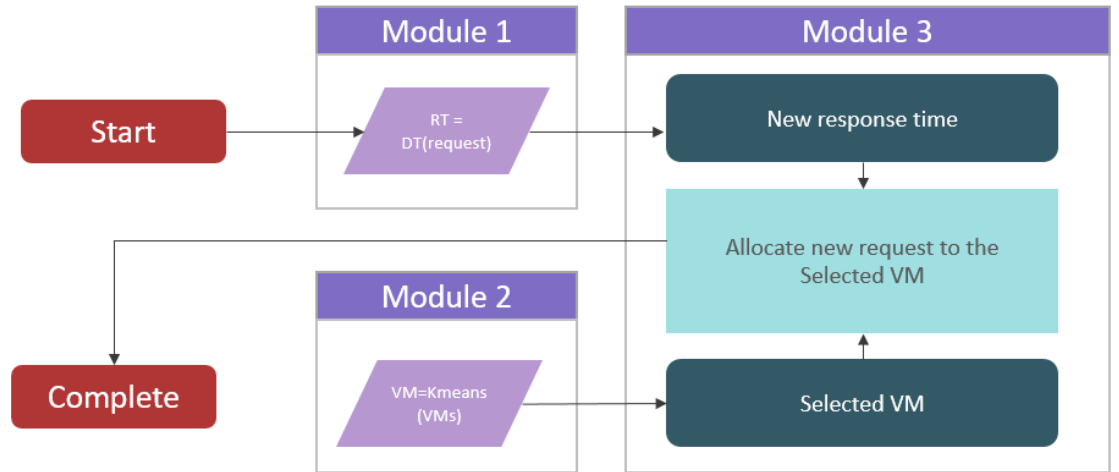 Module 1
Module 3
Start
RT =
DT(request)
New response time
Allocate new request to the
Selected VM
Module 2
Complete
VM=Kmeans
(VMs)
Selected VM